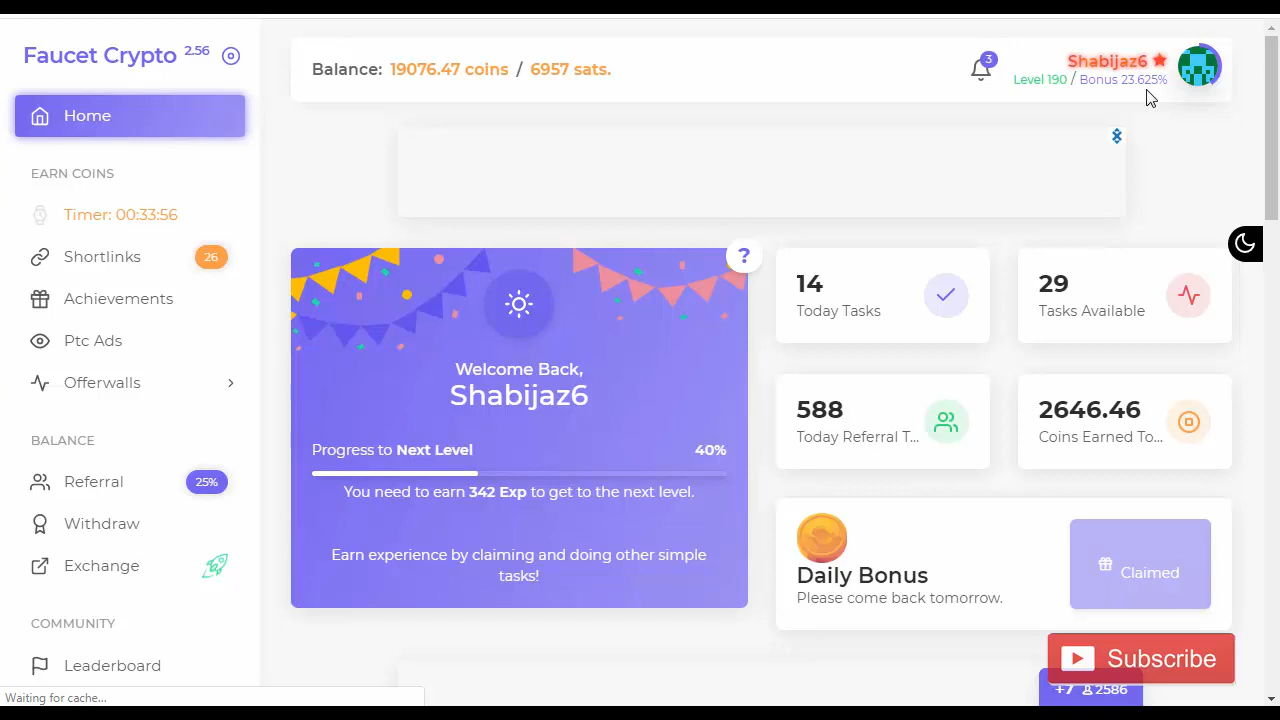 Faucet Crypto 2.56
Balance: 19076.47 coins / 6957 sats.
3
Shabijaz6
Level 190 / Bonus 23.625%
Home
EARN COINS
Timer: 00:33:56
Shortlinks 26
Achievements
Ptc Ads
Offerwalls
BALANCE
Referral 25%
Withdraw
Exchange
COMMUNITY
Leaderboard
?
Welcome Back,
Shabijaz6
Progress to Next Level 40%
You need to earn 342 Exp to get to the next level.
Earn experience by claiming and doing other simple
tasks!
14
Today Tasks
29
Tasks Available
588
Today Referral T...
2646.46
Coins Earned To...
Daily Bonus
Please come back tomorrow.
Claimed
Subscribe
+7 2586
Waiting for cache...